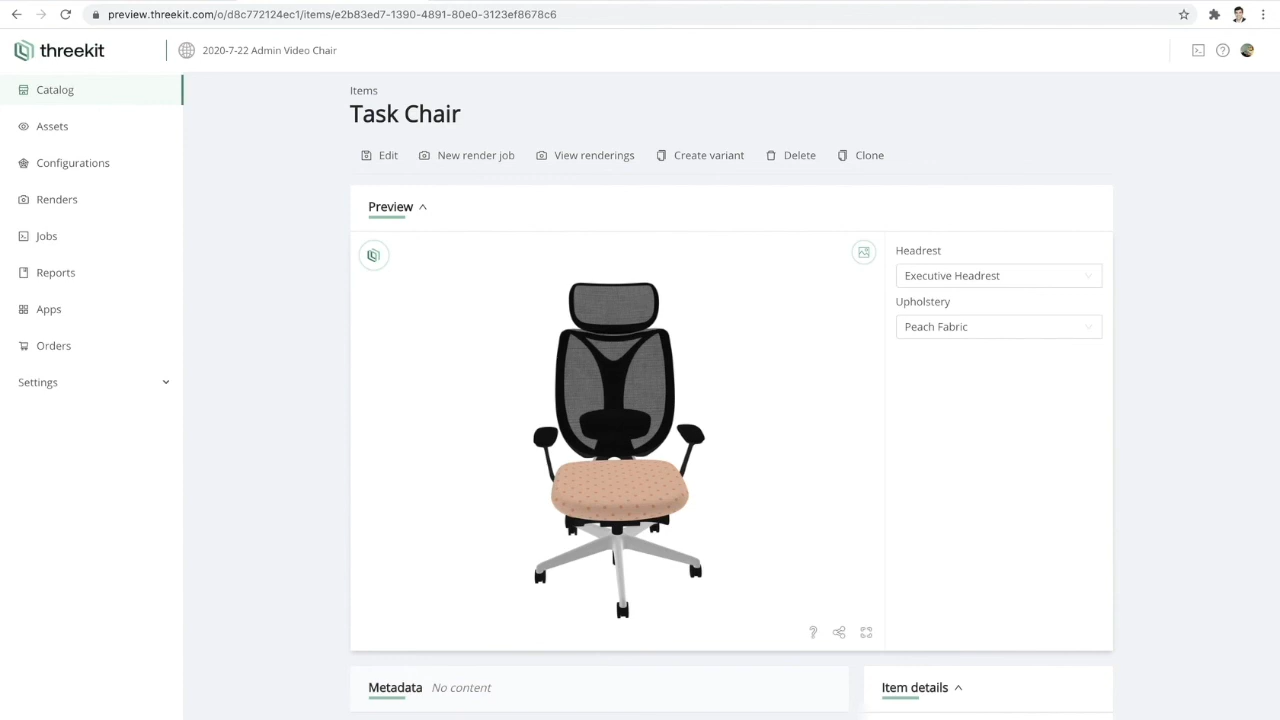 preview.threekit.com/o/d8c772124ec1/items/e2b83ed7-1390-4891-80e0-3123ef8678c6
threekit
2020-7-22 Admin Video Chair
Catalog
Assets
Configurations
Renders
Jobs
Reports
Apps
Orders
Settings
Items
Task Chair
Edit
New render job
View renderings
Create variant
Delete
Clone
Preview
Headrest
Executive Headrest
Upholstery
Peach Fabric
?
Metadata No content
Item details